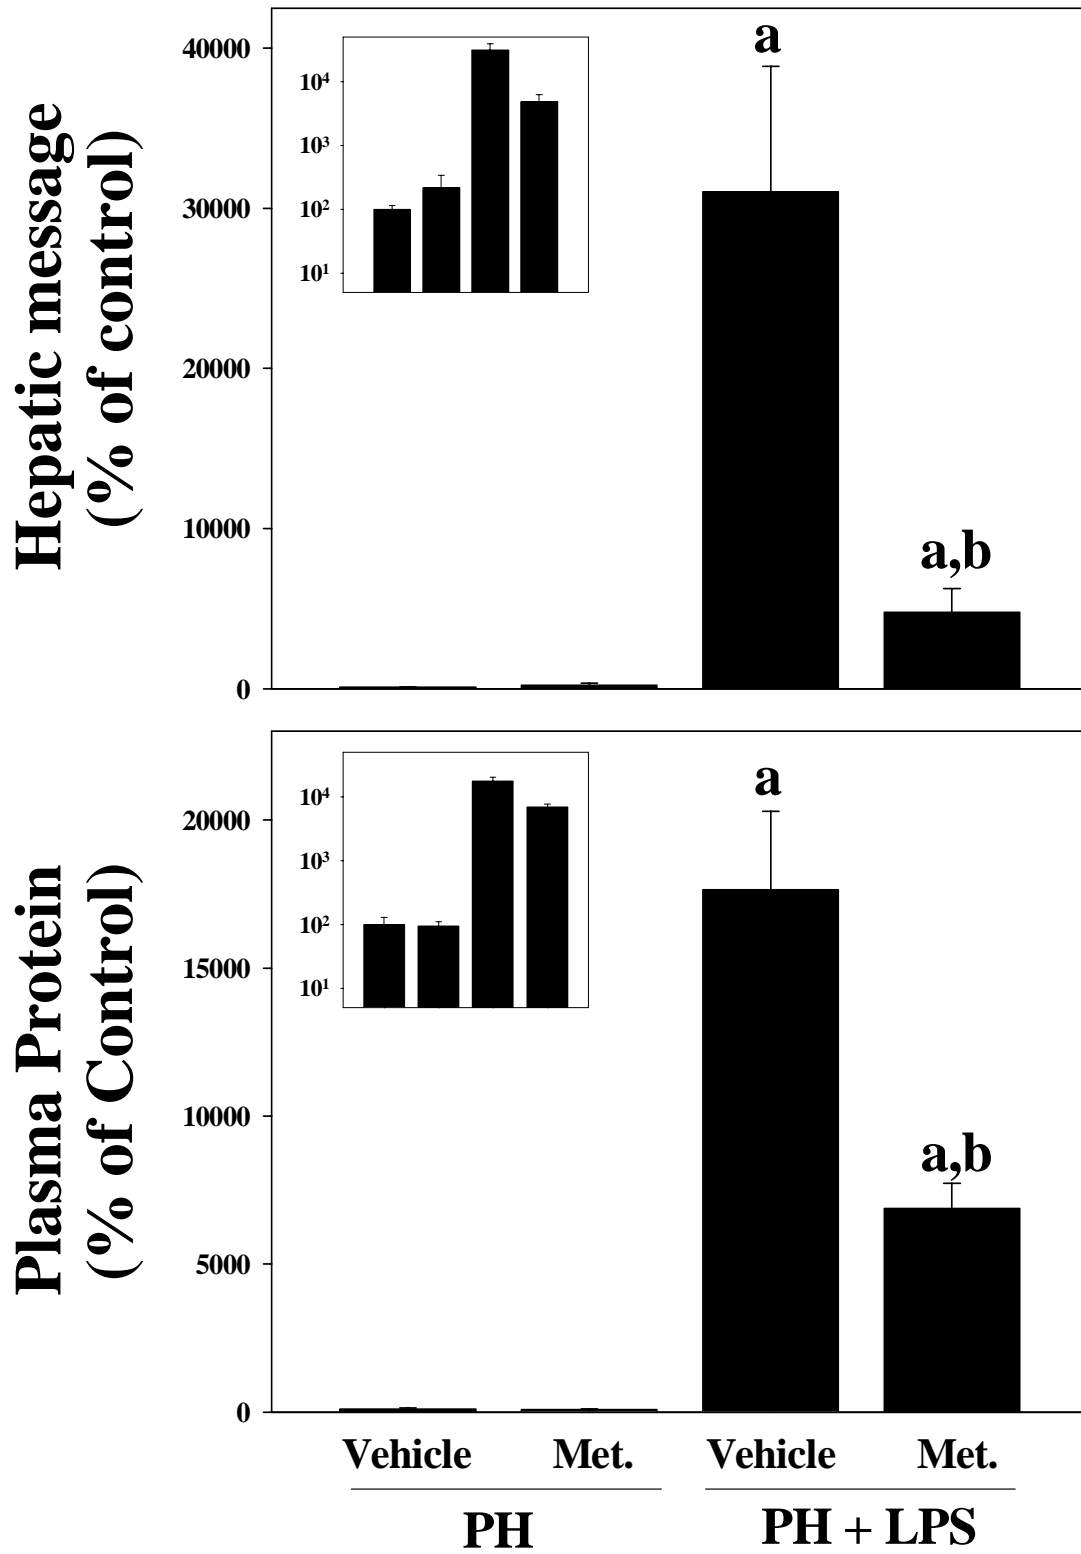 Hepatic message
(% of control)
40000
30000
20000
10000
0
10⁴
10³
10²
10¹
a
a,b
Plasma Protein
(% of Control)
20000
15000
10000
5000
0
10⁴
10³
10²
10¹
a
a,b
Vehicle Met. Vehicle Met.
PH PH + LPS